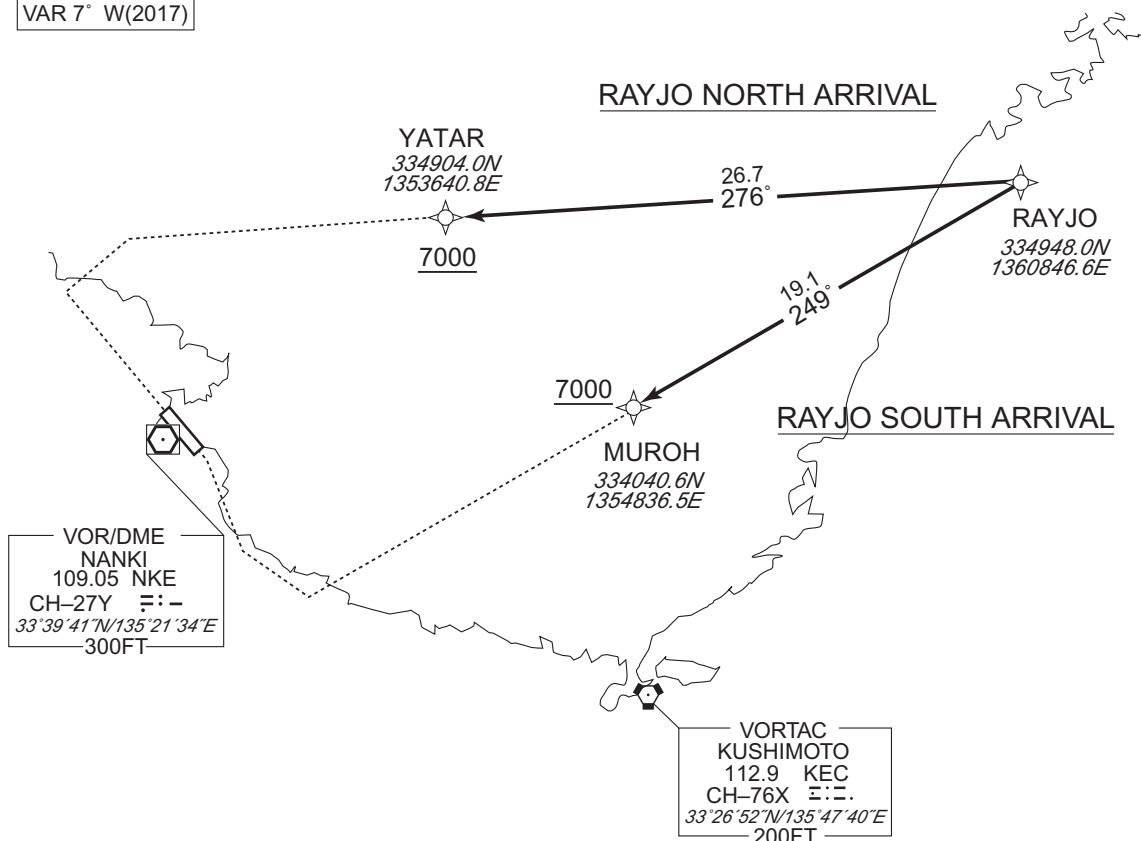 VAR 7° W(2017)
RAYJO NORTH ARRIVAL
YATAR
334904.0N
1353640.8E
7000
26.7
276°
RAYJO
334948.0N
1360846.6E
19.1
249°
7000
MUROH
334040.6N
1354836.5E
RAYJO SOUTH ARRIVAL
VOR/DME
NANKI
109.05 NKE
CH–27Y
33°39´41˝N/135°21´34˝E
300FT
VORTAC
KUSHIMOTO
112.9 KEC
CH–76X
33°26´52˝N/135°47´40˝E
200FT